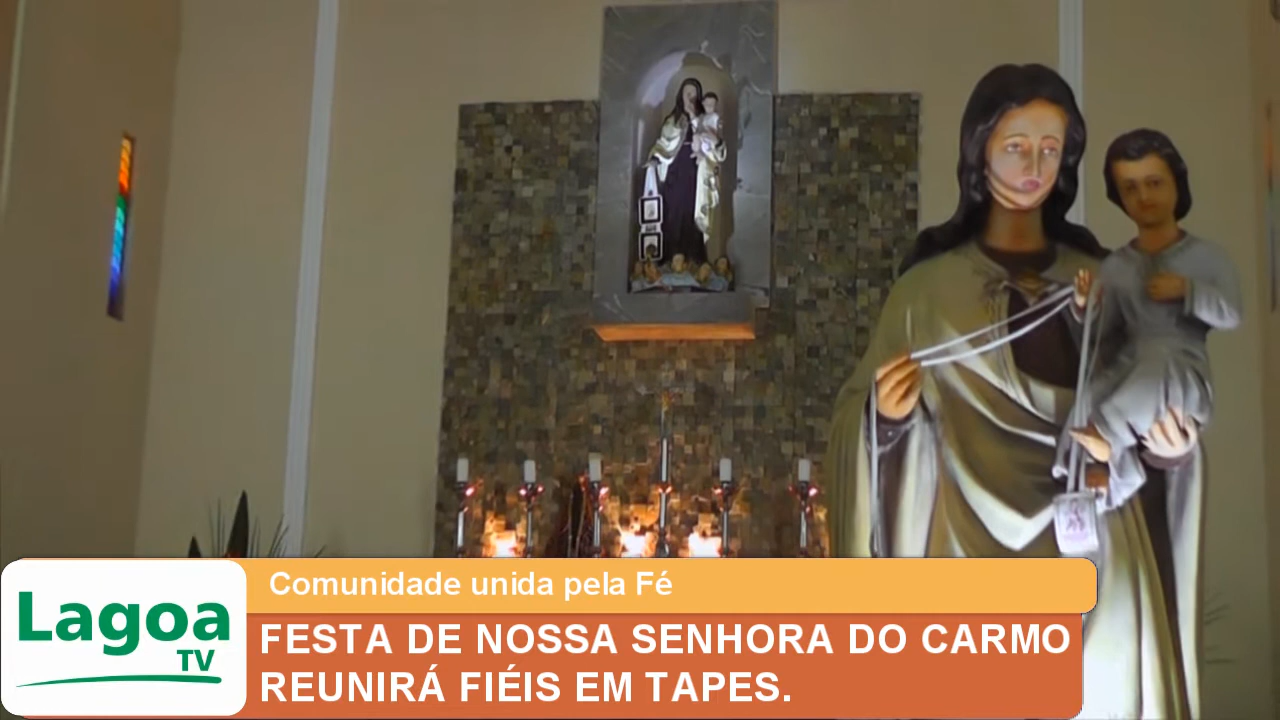 Comunidade unida pela Fé
Lagoa
TV
FESTA DE NOSSA SENHORA DO CARMO
REUNIRÁ FIÉIS EM TAPES.